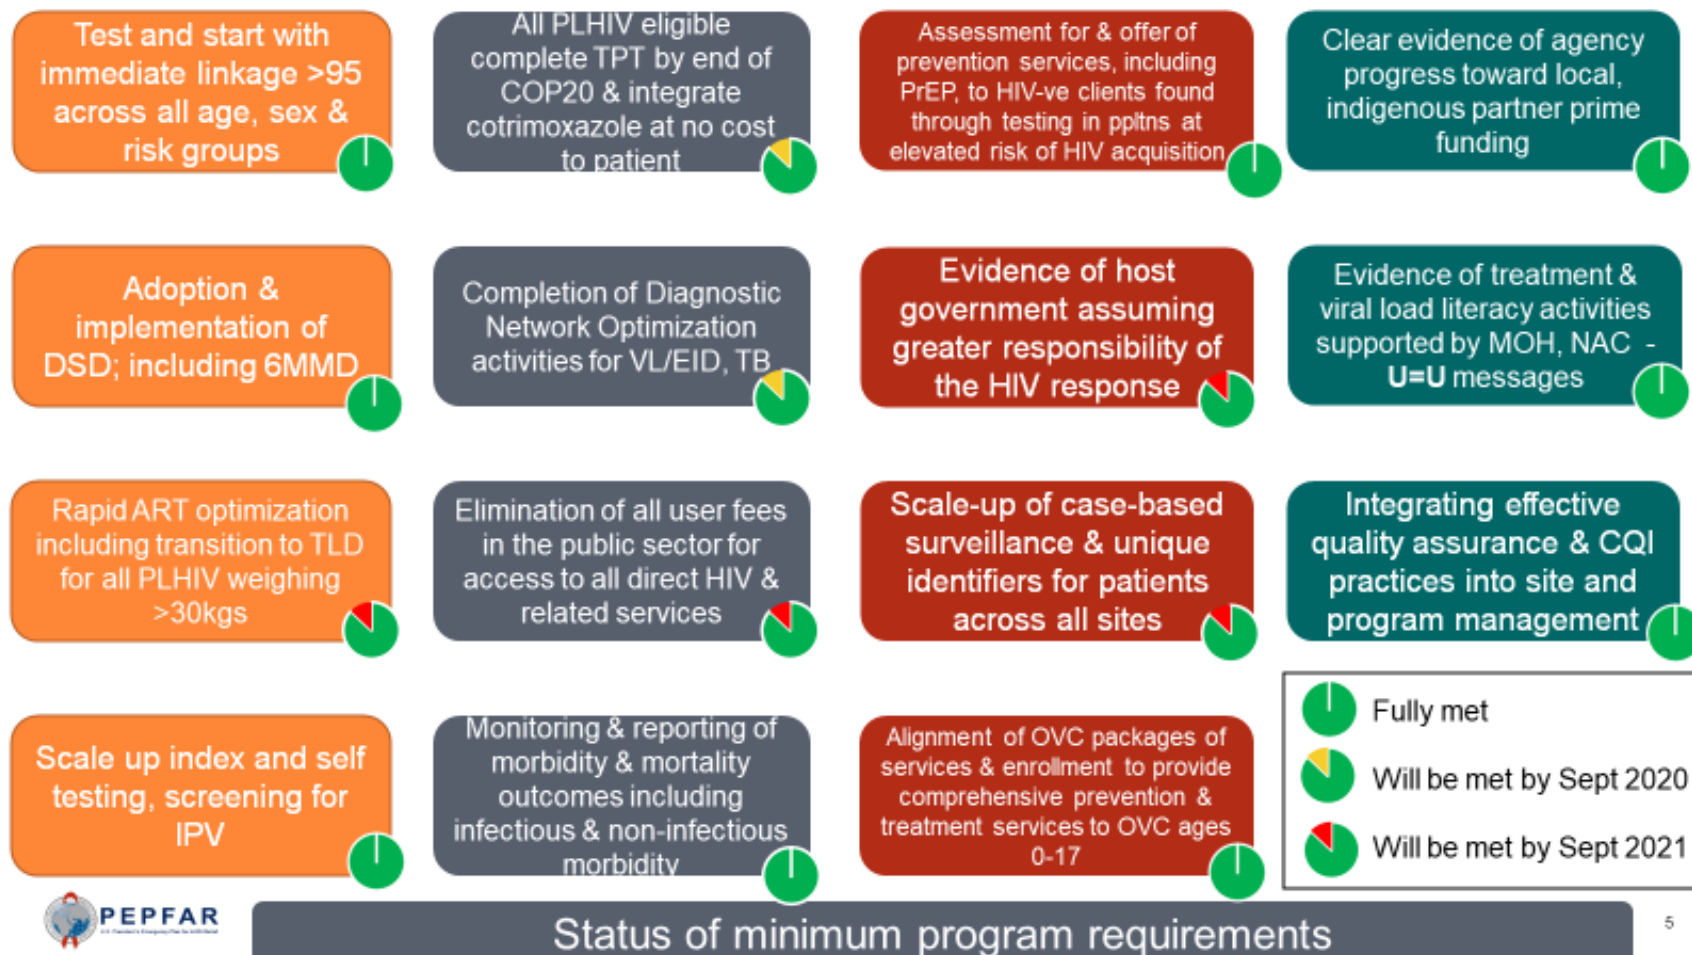 Test and start with
immediate linkage >95
across all age, sex &
risk groups
All PLHIV eligible
complete TPT by end of
COP20 & integrate
cotrimoxazole at no cost
to patient
Assessment for & offer of
prevention services, including
PrEP, to HIV-ve clients found
through testing in ppltns at
elevated risk of HIV acquisition
Clear evidence of agency
progress toward local,
indigenous partner prime
funding
Adoption &
implementation of
DSD; including 6MMD
Completion of Diagnostic
Network Optimization
activities for VL/EID, TB
Evidence of host
government assuming
greater responsibility of
the HIV response
Evidence of treatment &
viral load literacy activities
supported by MOH, NAC -
U=U messages
Rapid ART optimization
including transition to TLD
for all PLHIV weighing
>30kgs
Elimination of all user fees
in the public sector for
access to all direct HIV &
related services
Scale-up of case-based
surveillance & unique
identifiers for patients
across all sites
Integrating effective
quality assurance & CQI
practices into site and
program management
Scale up index and self
testing, screening for
IPV
Monitoring & reporting of
morbidity & mortality
outcomes including
infectious & non-infectious
morbidity
Alignment of OVC packages of
services & enrollment to provide
comprehensive prevention &
treatment services to OVC ages
0-17
Fully met
Will be met by Sept 2020
Will be met by Sept 2021
PEPFAR
U.S. President's Emergency Plan for AIDS Relief
Status of minimum program requirements
5